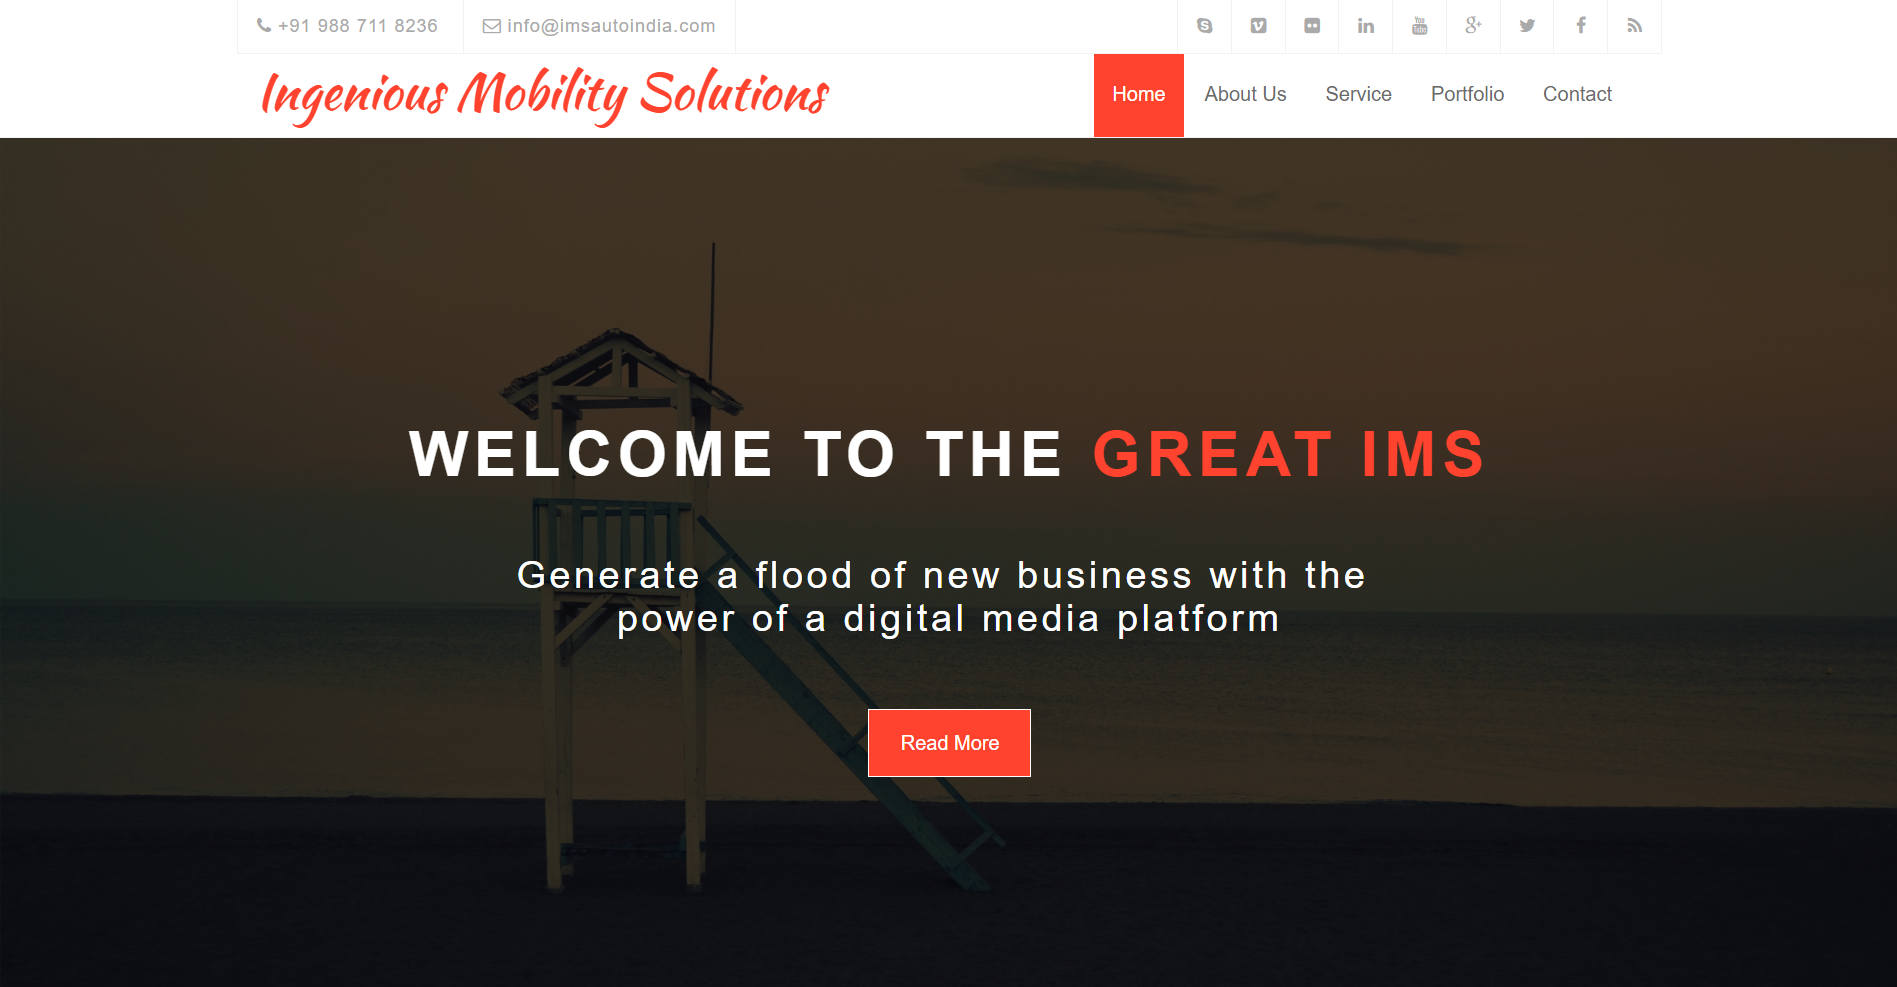 +91 988 711 8236
info@imsautoindia.com
Ingenious Mobility Solutions
Home
About Us
Service
Portfolio
Contact
WELCOME TO THE GREAT IMS
Generate a flood of new business with the
power of a digital media platform
Read More